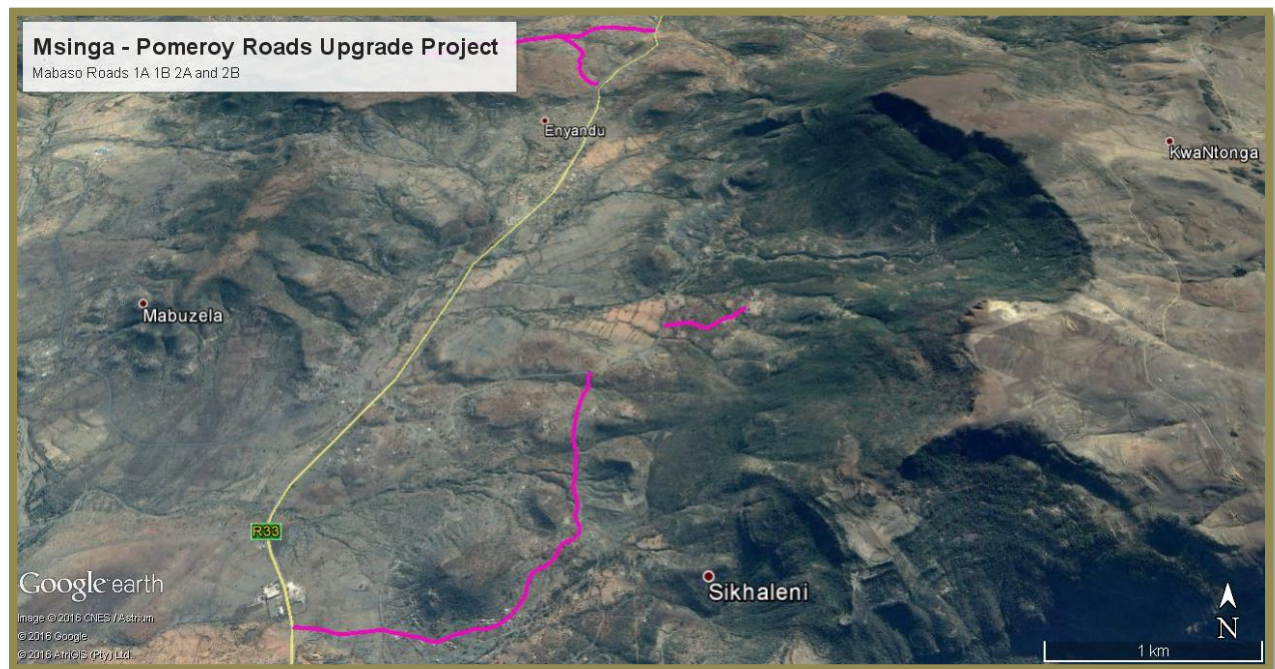 Msinga - Pomeroy Roads Upgrade Project
Mabaso Roads 1A 1B 2A and 2B
Enyandu
KwaNtonga
Mabuzela
R33
Sikhaleni
Google earth
Image © 2016 CNES / Astrium
© 2016 Google
© 2016 AfriGIS (Pty) Ltd.
N
1 km